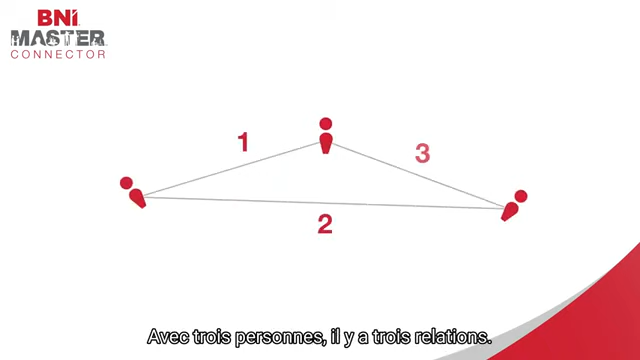 BNI
MASTER
CONNECTOR
1
3
2
Avec trois personnes, il y a trois relations.